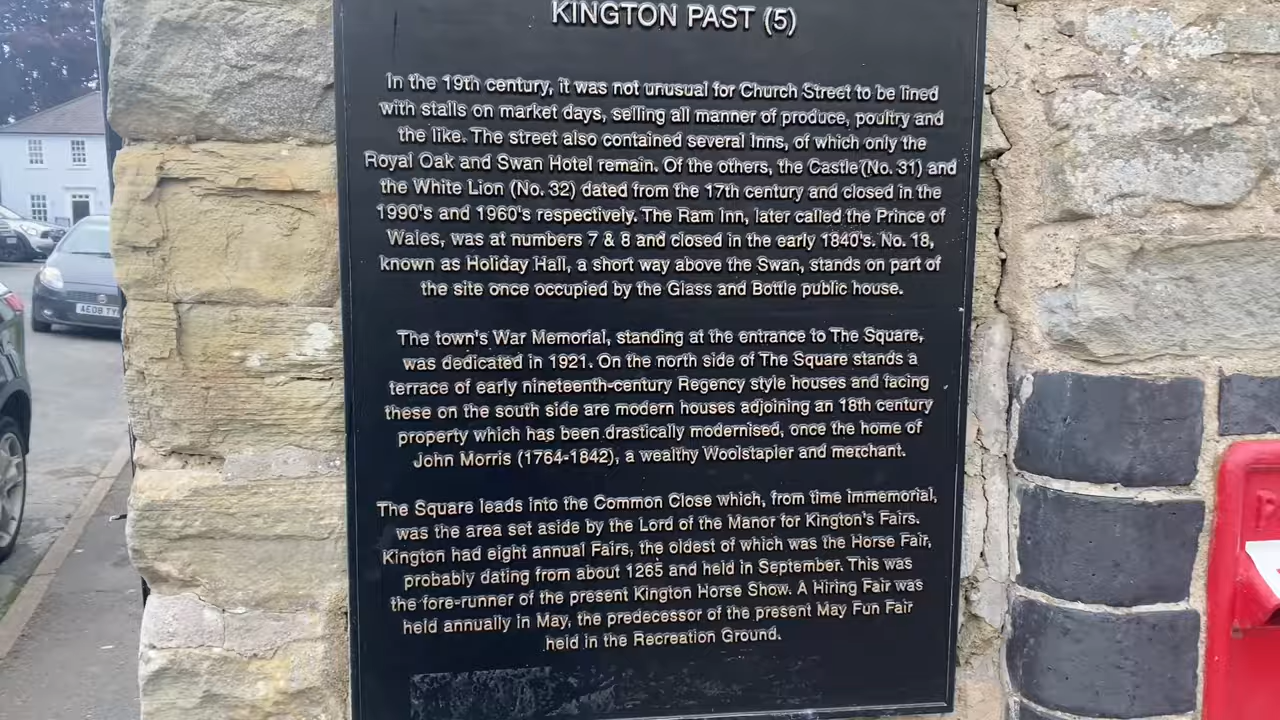 KINGTON PAST (5)
In the 19th century, it was not unusual for Church Street to be lined
with stalls on market days, selling all manner of produce, poultry and
the like. The street also contained several Inns, of which only the
Royal Oak and Swan Hotel remain. Of the others, the Castle (No. 31) and
the White Lion (No. 32) dated from the 17th century and closed in the
1990's and 1960's respectively. The Ram Inn, later called the Prince of
Wales, was at numbers 7 & 8 and closed in the early 1840's. No. 18,
known as Holiday Hall, a short way above the Swan, stands on part of
the site once occupied by the Glass and Bottle public house.
The town's War Memorial, standing at the entrance to The Square,
was dedicated in 1921. On the north side of The Square stands a
terrace of early nineteenth-century Regency style houses and facing
these on the south side are modern houses adjoining an 18th century
property which has been drastically modernised, once the home of
John Morris (1764-1842), a wealthy Woolstapler and merchant.
The Square leads into the Common Close which, from time immemorial,
was the area set aside by the Lord of the Manor for Kington's Fairs.
Kington had eight annual Fairs, the oldest of which was the Horse Fair,
probably dating from about 1265 and held in September. This was
the fore-runner of the present Kington Horse Show. A Hiring Fair was
held annually in May, the predecessor of the present May Fun Fair
held in the Recreation Ground.
AE08 TY